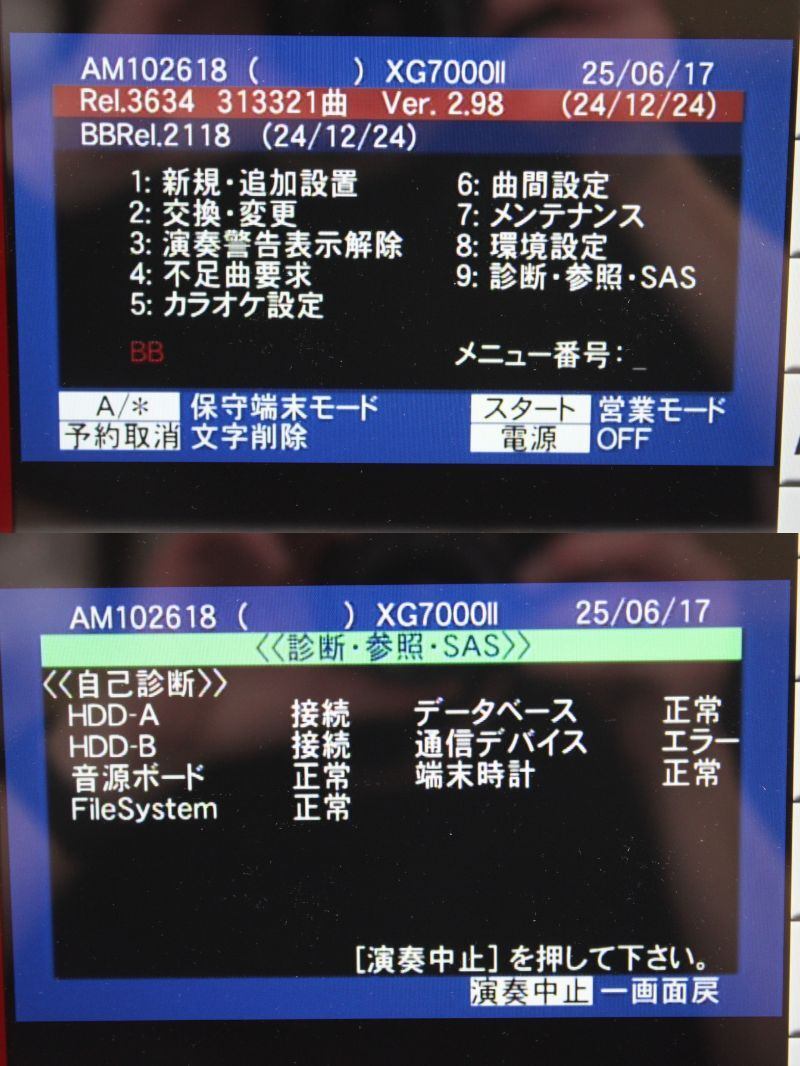 AM102618 (　　　) XG7000II　25/06/17
Rel.3634 313321曲 Ver. 2.98 (24/12/24)
BBRel.2118 (24/12/24)
1: 新規・追加設置　6: 曲間設定
2: 交換・変更　7: メンテナンス
3: 演奏警告表示解除　8: 環境設定
4: 不足曲要求　9: 診断・参照・SAS
5: カラオケ設定
BB　メニュー番号: _
A/* 保守端末モード　スタート 営業モード
予約取消 文字削除　電源 OFF
AM102618 (　　　) XG7000II　25/06/17
《診断・参照・SAS》
《自己診断》
HDD-A　接続　データベース　正常
HDD-B　接続　通信デバイス　エラー
音源ボード　正常　端末時計　正常
FileSystem　正常
[演奏中止]を押して下さい。
演奏中止 一画面戻